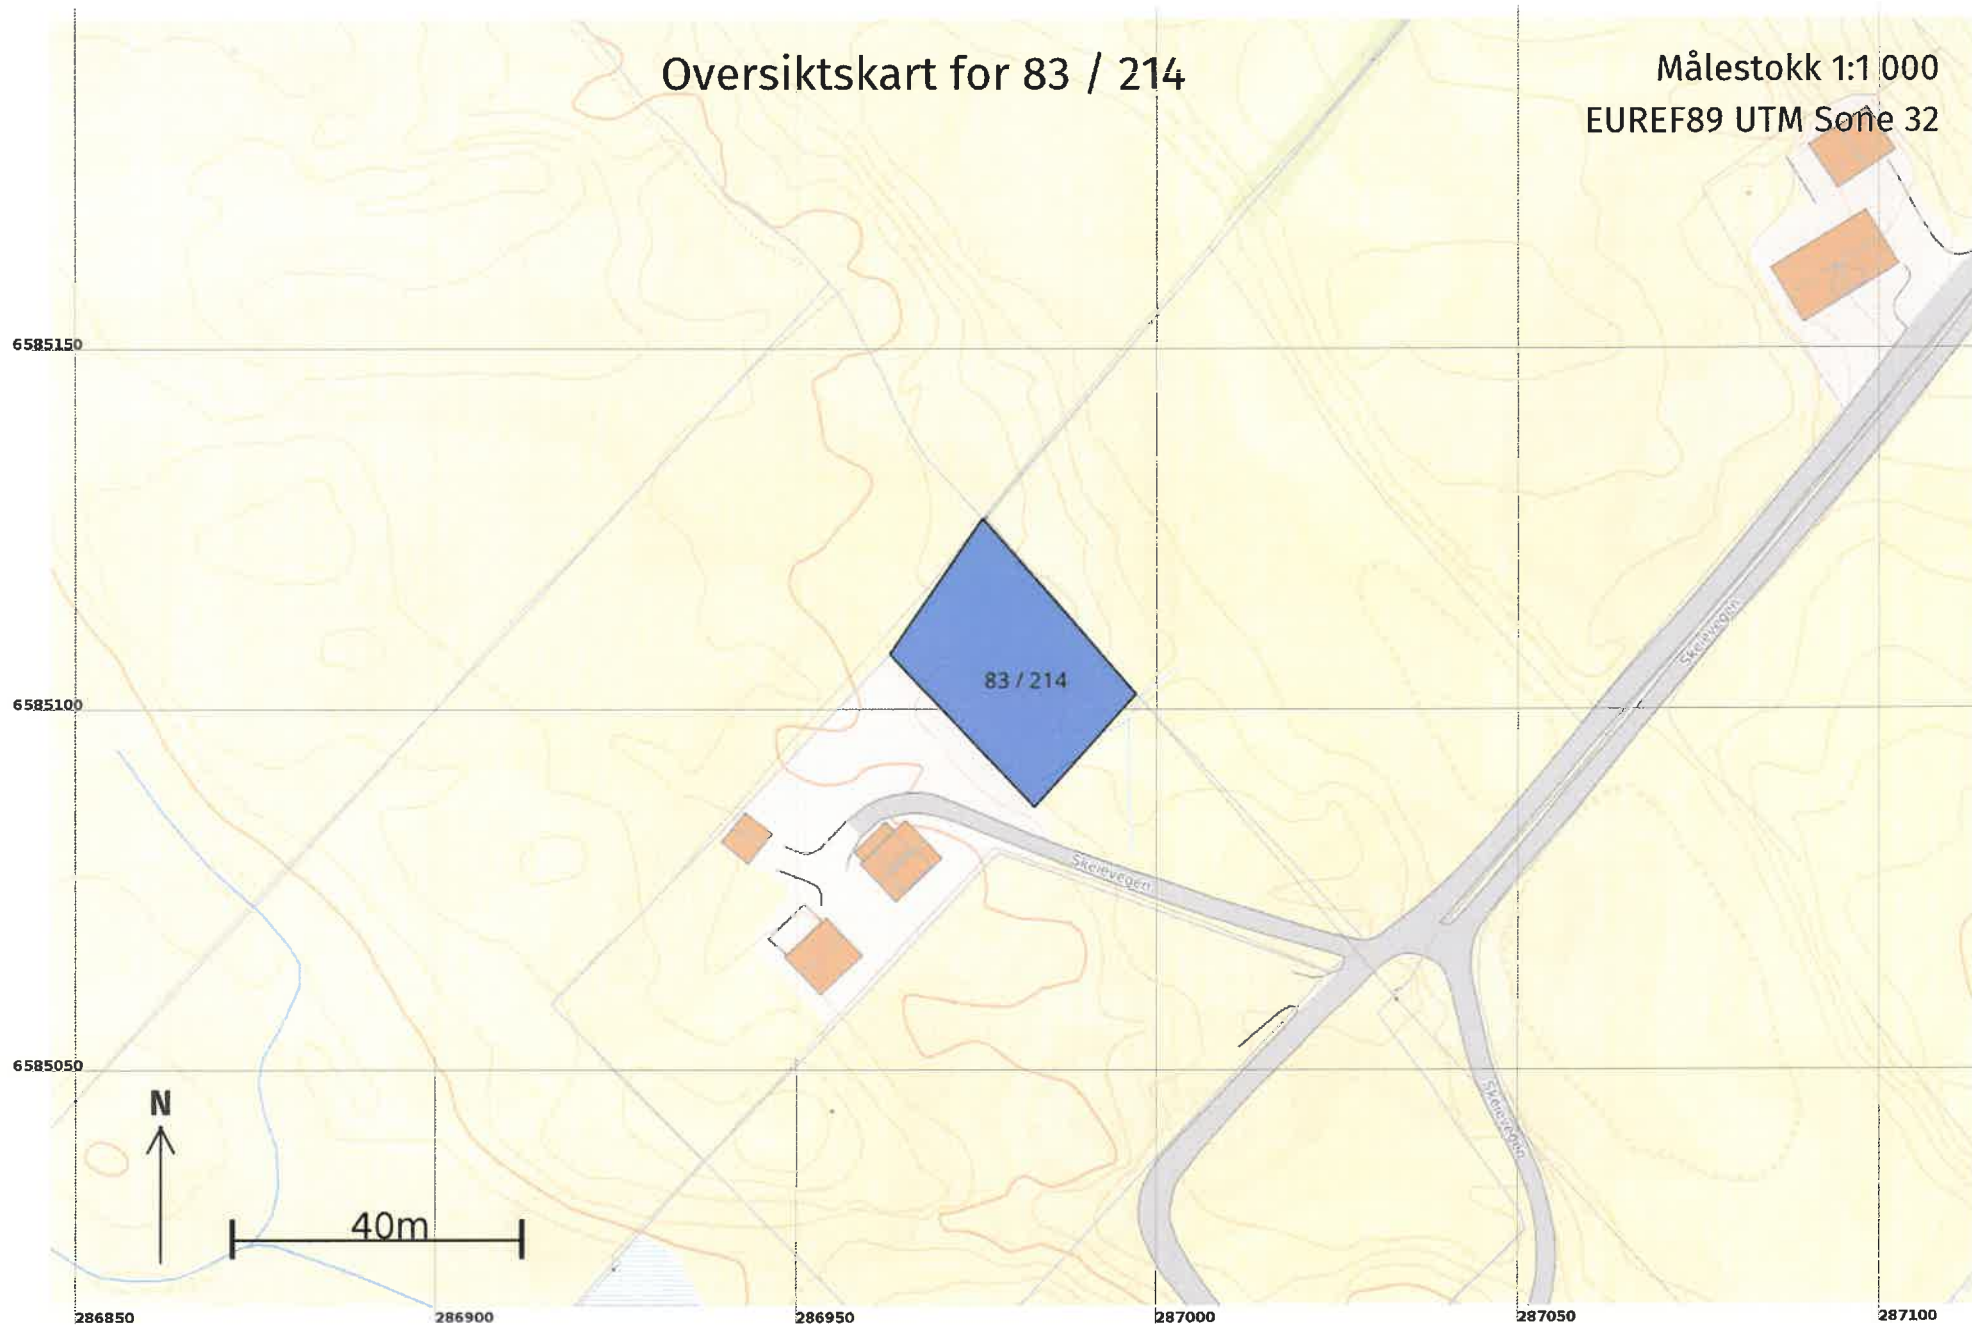 Oversiktskart for 83 / 214
Målestokk 1:1 000
EUREF89 UTM Sone 32
6585150
Skeievegen
83 / 214
6585100
Skeievegen
6585050
N
Skeievegen
40m
286850
286900
286950
287000
287050
287100